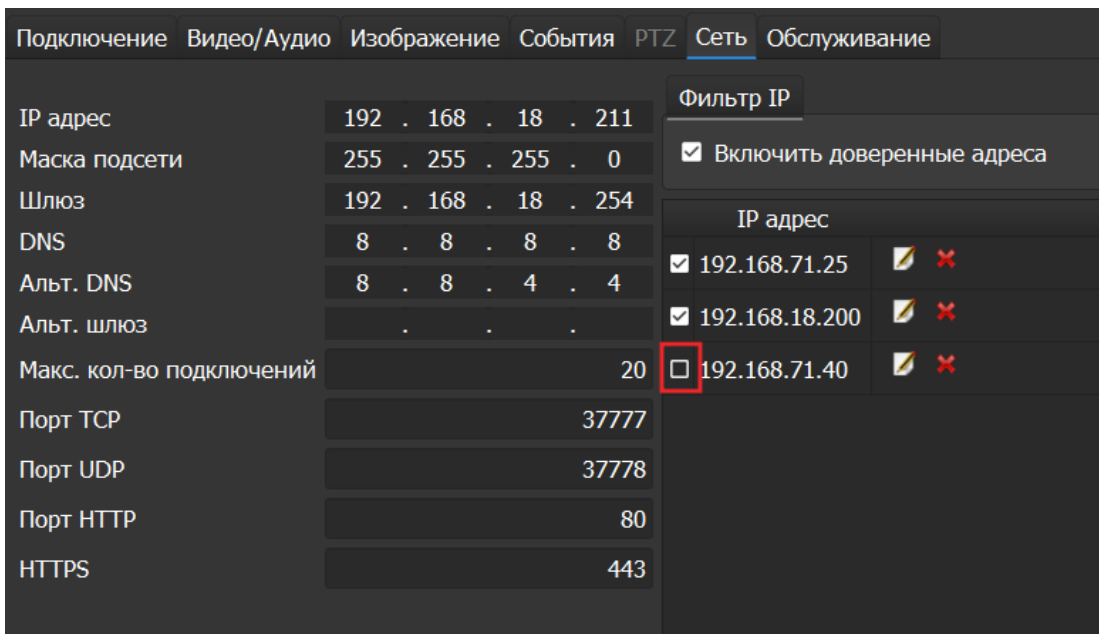 Подключение Видео/Аудио Изображение События PTZ Сеть Обслуживание
IP адрес 192 . 168 . 18 . 211
Маска подсети 255 . 255 . 255 . 0
Шлюз 192 . 168 . 18 . 254
DNS 8 . 8 . 8 . 8
Альт. DNS 8 . 8 . 4 . 4
Альт. шлюз . . .
Макс. кол-во подключений 20
Порт TCP 37777
Порт UDP 37778
Порт HTTP 80
HTTPS 443
Фильтр IP
Включить доверенные адреса
IP адрес
192.168.71.25
192.168.18.200
192.168.71.40